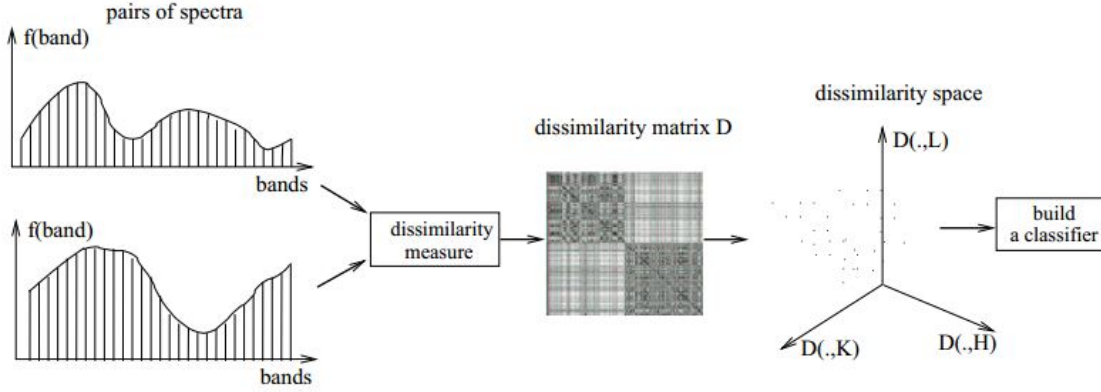 pairs of spectra
f(band)
bands
f(band)
bands
dissimilarity
measure
dissimilarity matrix D
dissimilarity space
D(.,L)
D(.,K)
D(.,H)
build
a classifier